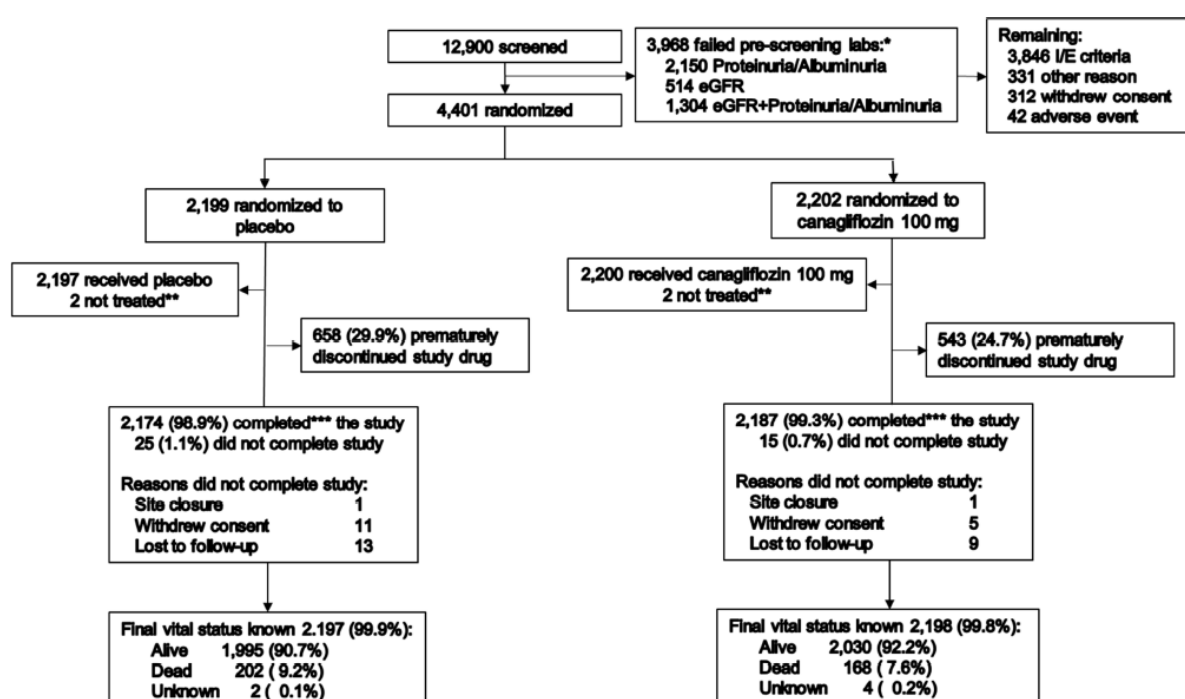 12,900 screened
3,968 failed pre-screening labs:*
2,150 Proteinuria/Albuminuria
514 eGFR
1,304 eGFR+Proteinuria/Albuminuria
Remaining:
3,846 I/E criteria
331 other reason
312 withdrew consent
42 adverse event
4,401 randomized
2,199 randomized to
placebo
2,202 randomized to
canagliflozin 100 mg
2,197 received placebo
2 not treated**
2,200 received canagliflozin 100 mg
2 not treated**
658 (29.9%) prematurely
discontinued study drug
543 (24.7%) prematurely
discontinued study drug
2,174 (98.9%) completed*** the study
25 (1.1%) did not complete study
Reasons did not complete study:
Site closure 1
Withdrew consent 11
Lost to follow-up 13
2,187 (99.3%) completed*** the study
15 (0.7%) did not complete study
Reasons did not complete study:
Site closure 1
Withdrew consent 5
Lost to follow-up 9
Final vital status known 2.197 (99.9%):
Alive 1,995 (90.7%)
Dead 202 ( 9.2%)
Unknown 2 ( 0.1%)
Final vital status known 2,198 (99.8%):
Alive 2,030 (92.2%)
Dead 168 ( 7.6%)
Unknown 4 ( 0.2%)